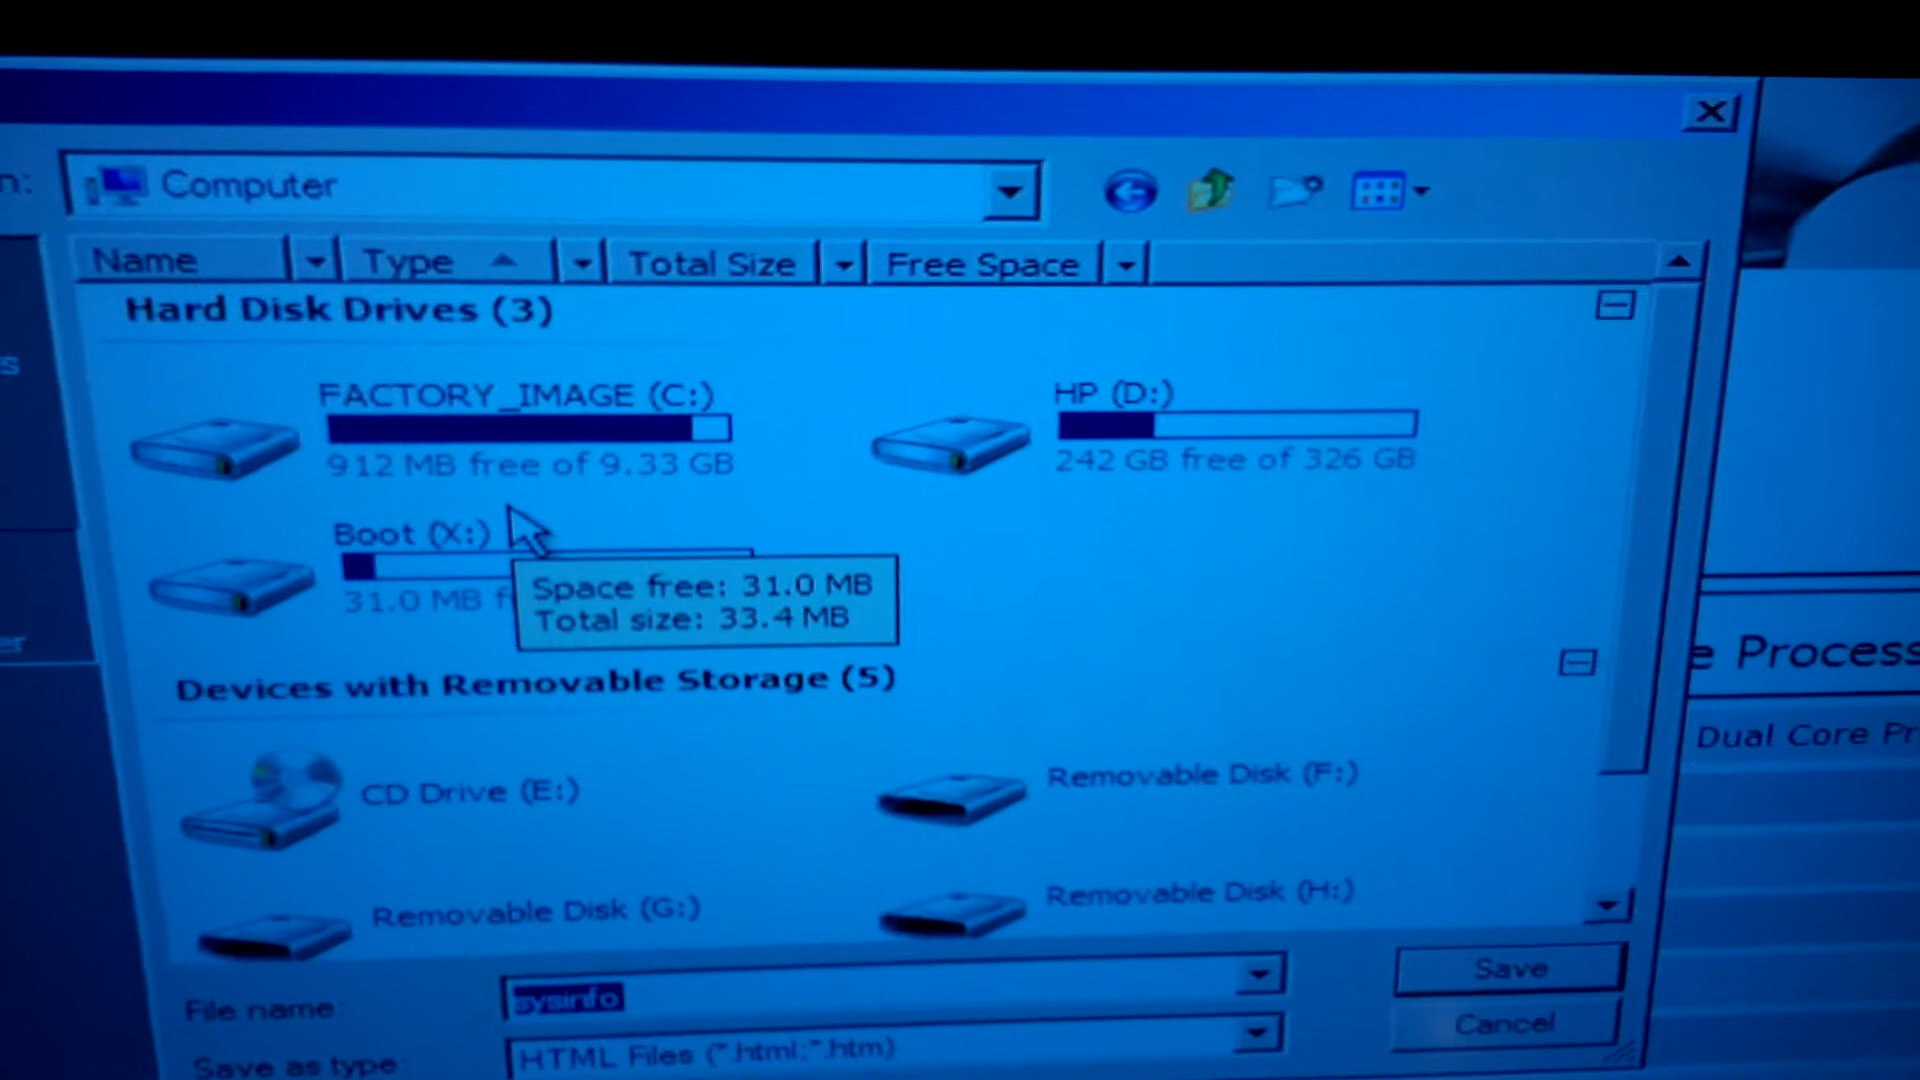 n:
Computer
Name Type Total Size Free Space
Hard Disk Drives (3)
s
FACTORY_IMAGE (C:)
912 MB free of 9.33 GB
HP (D:)
242 GB free of 326 GB
Boot (X:)
31.0 MB f
Space free: 31.0 MB
Total size: 33.4 MB
Devices with Removable Storage (5)
CD Drive (E:)
Removable Disk (F:)
Removable Disk (G:)
Removable Disk (H:)
e Process
Dual Core Pr
File name:
sysinfo
Save
Save as type:
HTML Files (*.html;*.htm)
Cancel